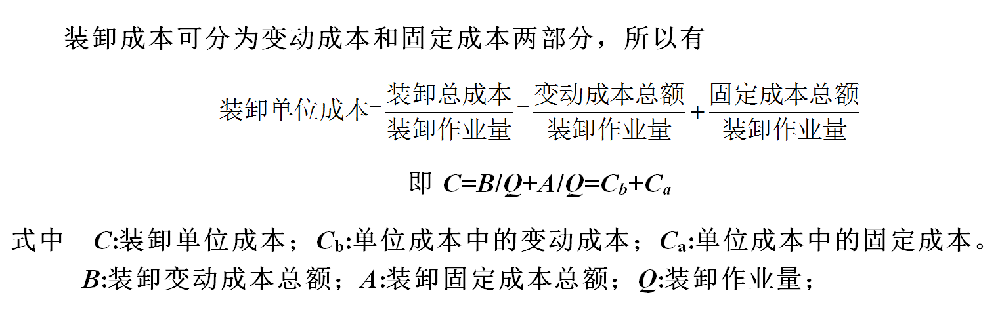 装卸成本可分为变动成本和固定成本两部分，所以有
装卸单位成本=装卸总成本/装卸作业量=变动成本总额/装卸作业量+固定成本总额/装卸作业量
即 C=B/Q+A/Q=C_b+C_a
式中 C:装卸单位成本；C_b:单位成本中的变动成本；C_a:单位成本中的固定成本。
B:装卸变动成本总额；A:装卸固定成本总额；Q:装卸作业量；